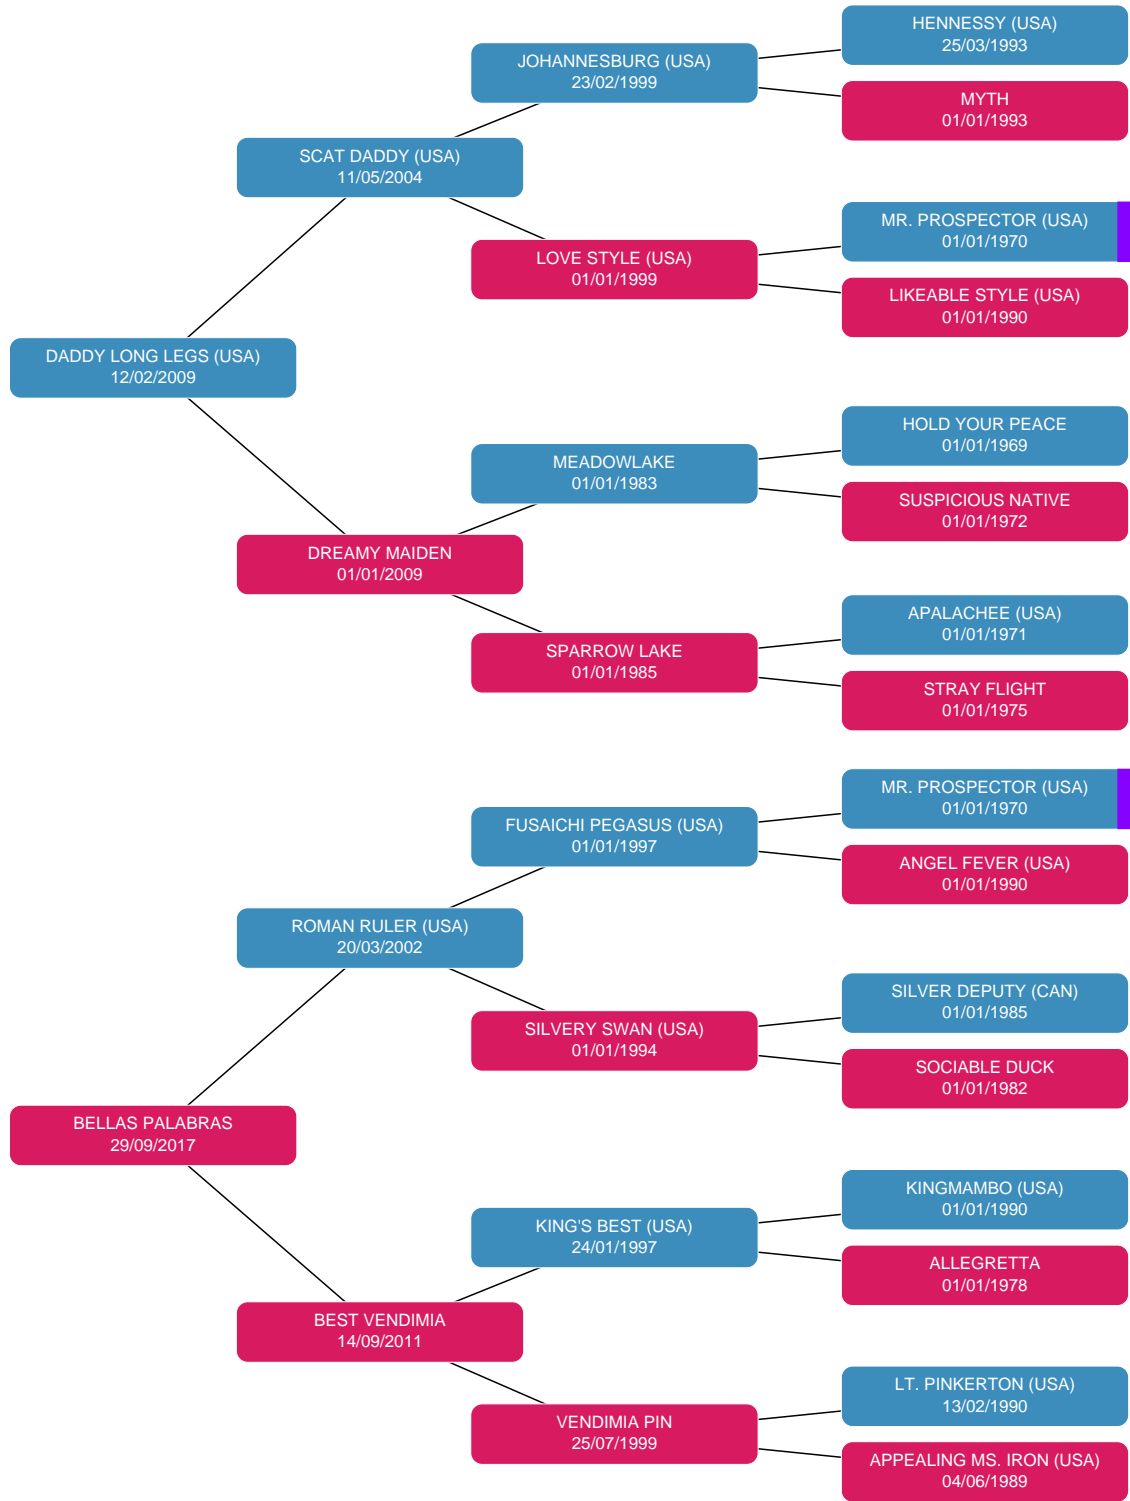 HENNESSY (USA)
25/03/1993
JOHANNESBURG (USA)
23/02/1999
MYTH
01/01/1993
SCAT DADDY (USA)
11/05/2004
MR. PROSPECTOR (USA)
01/01/1970
LOVE STYLE (USA)
01/01/1999
LIKEABLE STYLE (USA)
01/01/1990
DADDY LONG LEGS (USA)
12/02/2009
HOLD YOUR PEACE
01/01/1969
MEADOWLAKE
01/01/1983
SUSPICIOUS NATIVE
01/01/1972
DREAMY MAIDEN
01/01/2009
APALACHEE (USA)
01/01/1971
SPARROW LAKE
01/01/1985
STRAY FLIGHT
01/01/1975
MR. PROSPECTOR (USA)
01/01/1970
FUSAICHI PEGASUS (USA)
01/01/1997
ANGEL FEVER (USA)
01/01/1990
ROMAN RULER (USA)
20/03/2002
SILVER DEPUTY (CAN)
01/01/1985
SILVERY SWAN (USA)
01/01/1994
SOCIABLE DUCK
01/01/1982
BELLAS PALABRAS
29/09/2017
KINGMAMBO (USA)
01/01/1990
KING'S BEST (USA)
24/01/1997
ALLEGRETTA
01/01/1978
BEST VENDIMIA
14/09/2011
LT. PINKERTON (USA)
13/02/1990
VENDIMIA PIN
25/07/1999
APPEALING MS. IRON (USA)
04/06/1989